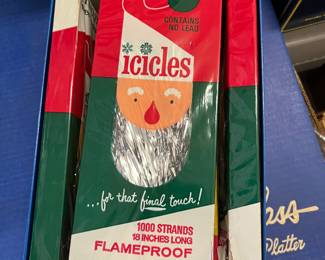 CONTAINS
NO LEAD
icicles
...for that final touch!
1000 STRANDS
18 INCHES LONG
FLAMEPROOF
Platter